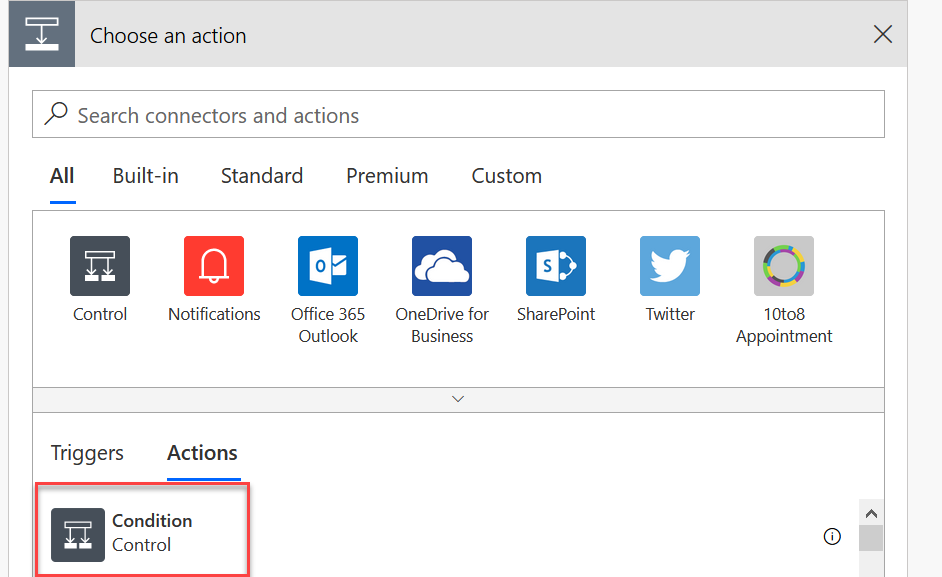 Choose an action
Search connectors and actions
All Built-in Standard Premium Custom
Control Notifications Office 365 Outlook OneDrive for Business SharePoint Twitter 10to8 Appointment
Triggers Actions
Condition
Control